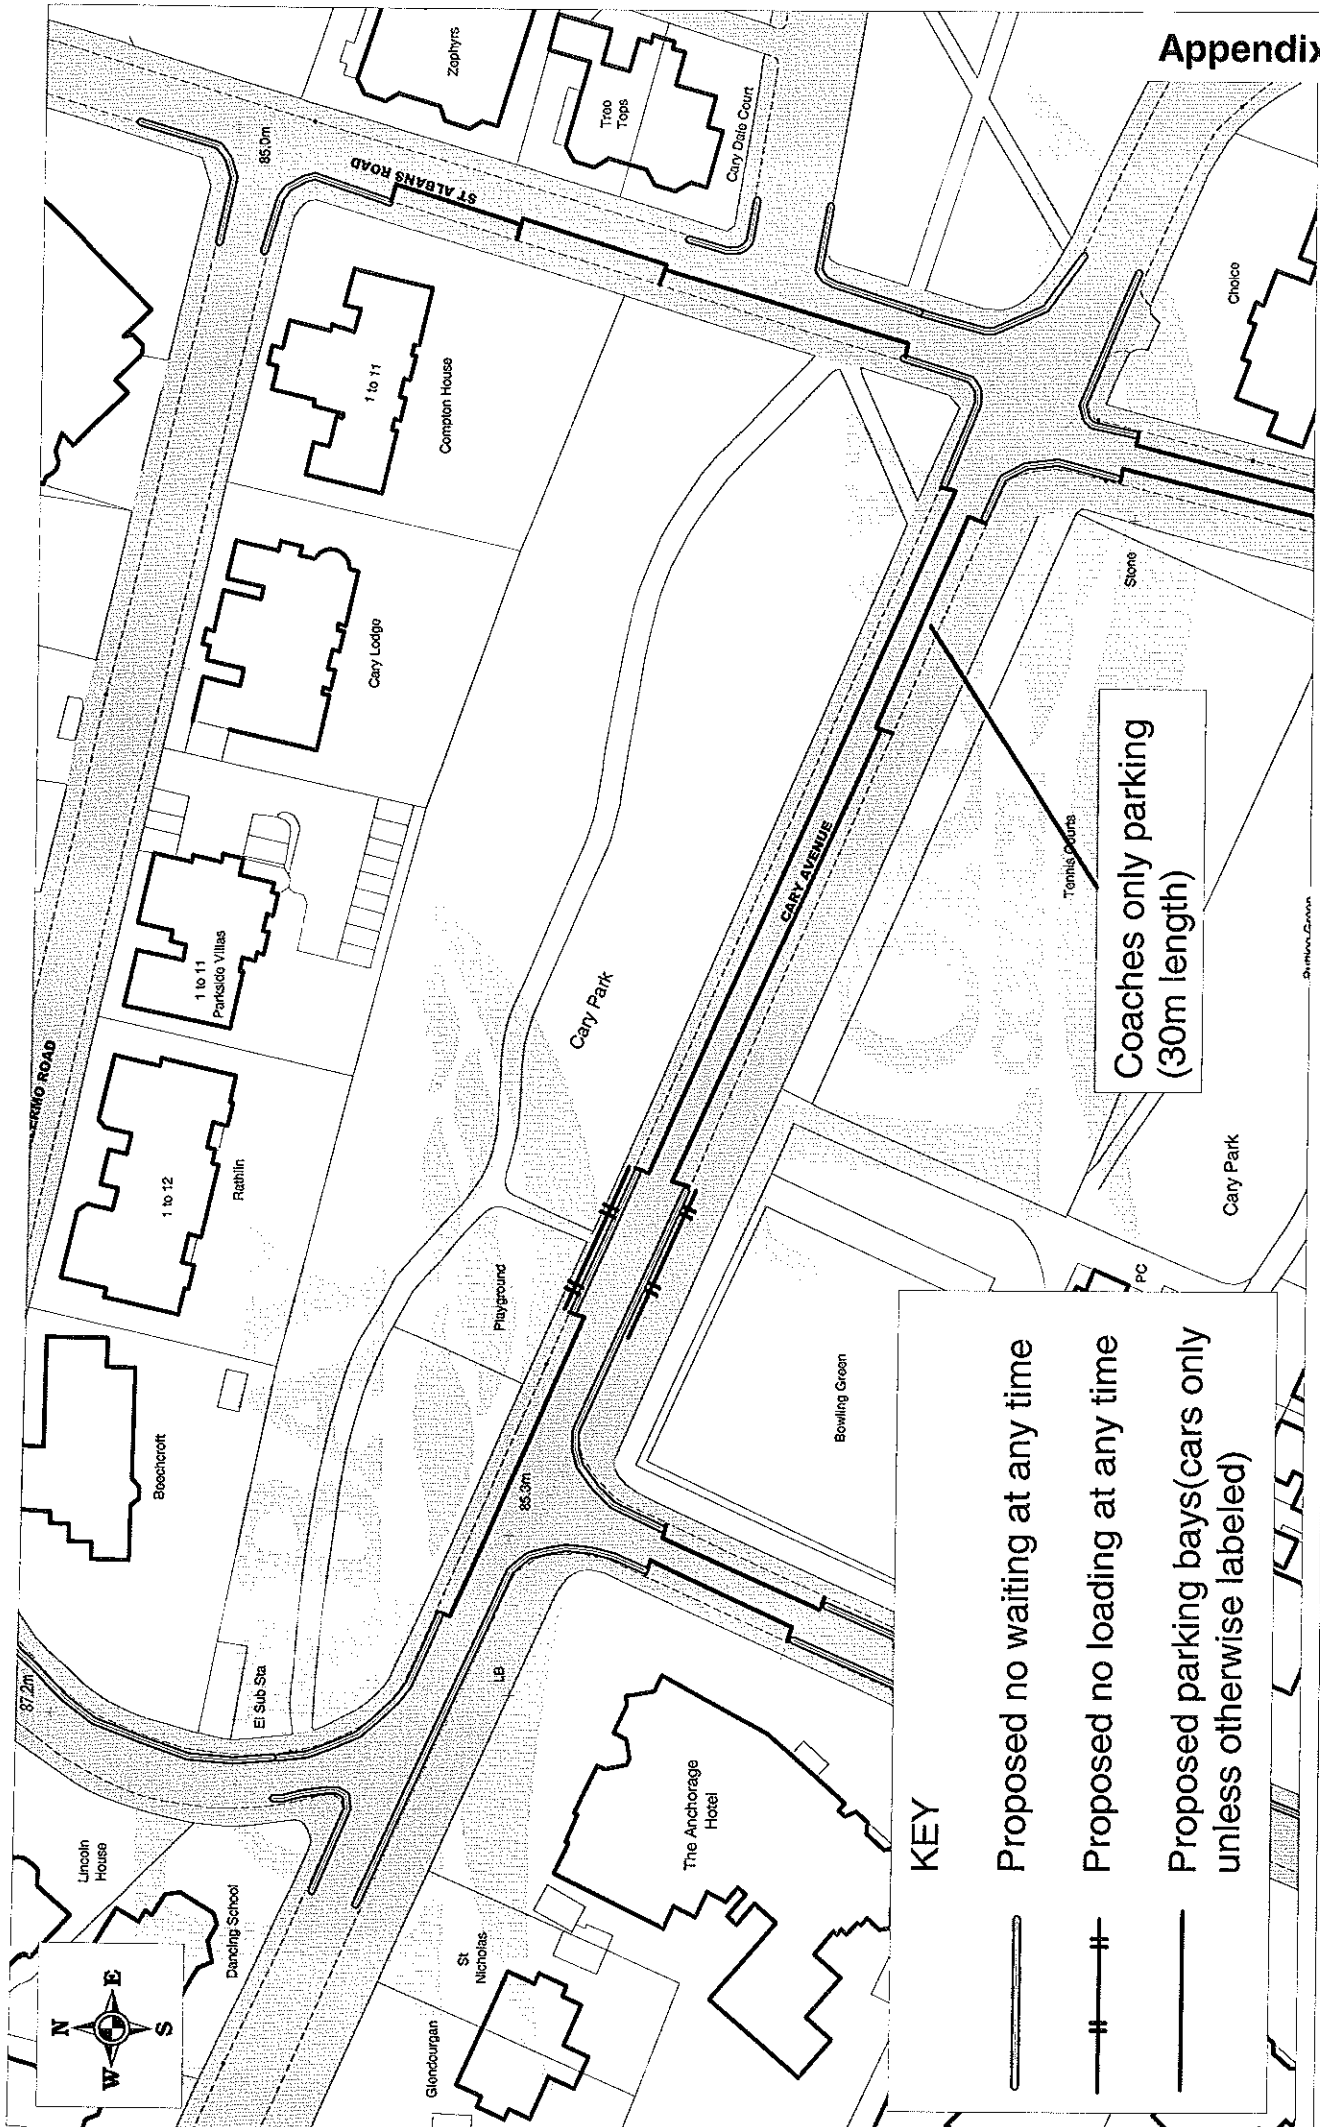 Appendix
Zephyrs
Tree
Tops
Cary Date Court
85.0m
ST ALBANS ROAD
Choice
1 to 11
Compton House
Cary Lodge
Stone
1 to 11
Parkside Villas
Cary Park
CARY AVENUE
Tennis Courts
Coaches only parking
(30m length)
1 to 12
Rathlin
Playground
Cary Park
PC
Beechcroft
85.3m
Bowling Green
87.2m
El Sub Sta
LB
The Anchorage
Hotel
Lincoln
House
Dancing School
St
Nicholas
Glendourgan
N
E
S
W
KEY
Proposed no waiting at any time
Proposed no loading at any time
Proposed parking bays(cars only
unless otherwise labeled)